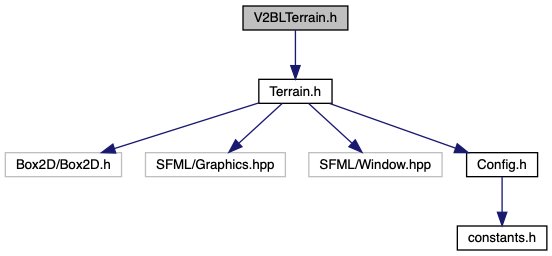 V2BLTerrain.h
Terrain.h
Box2D/Box2D.h
SFML/Graphics.hpp
SFML/Window.hpp
Config.h
constants.h